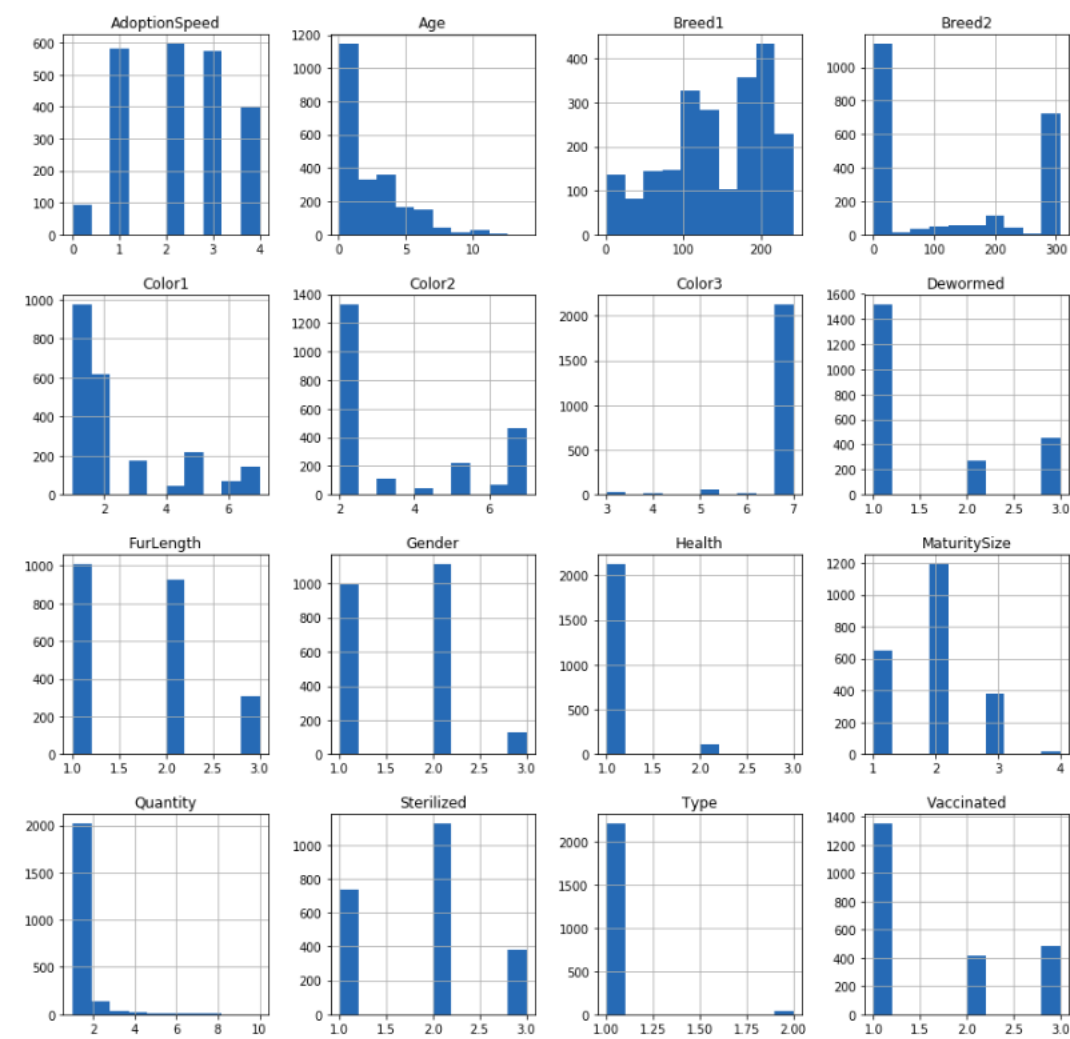 AdoptionSpeed Age Breed1 Breed2
600 1200 400 1000
500 1000 300 800
400 800 200 600
300 600 100 400
200 400 0 200
100 200 0
0 0
0 1 2 3 4 0 5 10 0 100 200 0 100 200 300
Color1 Color2 Color3 Dewormed
1000 1400 2000 1600
800 1200 1500 1400
600 1000 1000 1200
400 800 500 1000
200 600 0 800
0 400 600
200 400
0 200
0
2 4 6 2 4 6 3 4 5 6 7 1.0 1.5 2.0 2.5 3.0
FurLength Gender Health MaturitySize
1000 1000 2000 1200
800 800 1500 1000
600 600 1000 800
400 400 500 600
200 200 0 400
0 0 200
0
1.0 1.5 2.0 2.5 3.0 1.0 1.5 2.0 2.5 3.0 1.0 1.5 2.0 2.5 3.0 1 2 3 4
Quantity Sterilized Type Vaccinated
2000 1000 2000 1400
1500 800 1500 1200
1000 600 1000 1000
500 400 500 800
0 200 0 600
0 400
200
0
2 4 6 8 10 1.0 1.5 2.0 2.5 3.0 1.00 1.25 1.50 1.75 2.00 1.0 1.5 2.0 2.5 3.0